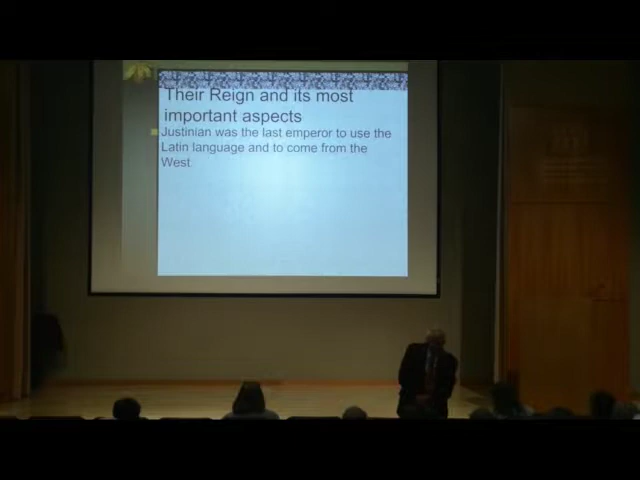 Their Reign and its most
important aspects
Justinian was the last emperor to use the
Latin language and to come from the
West